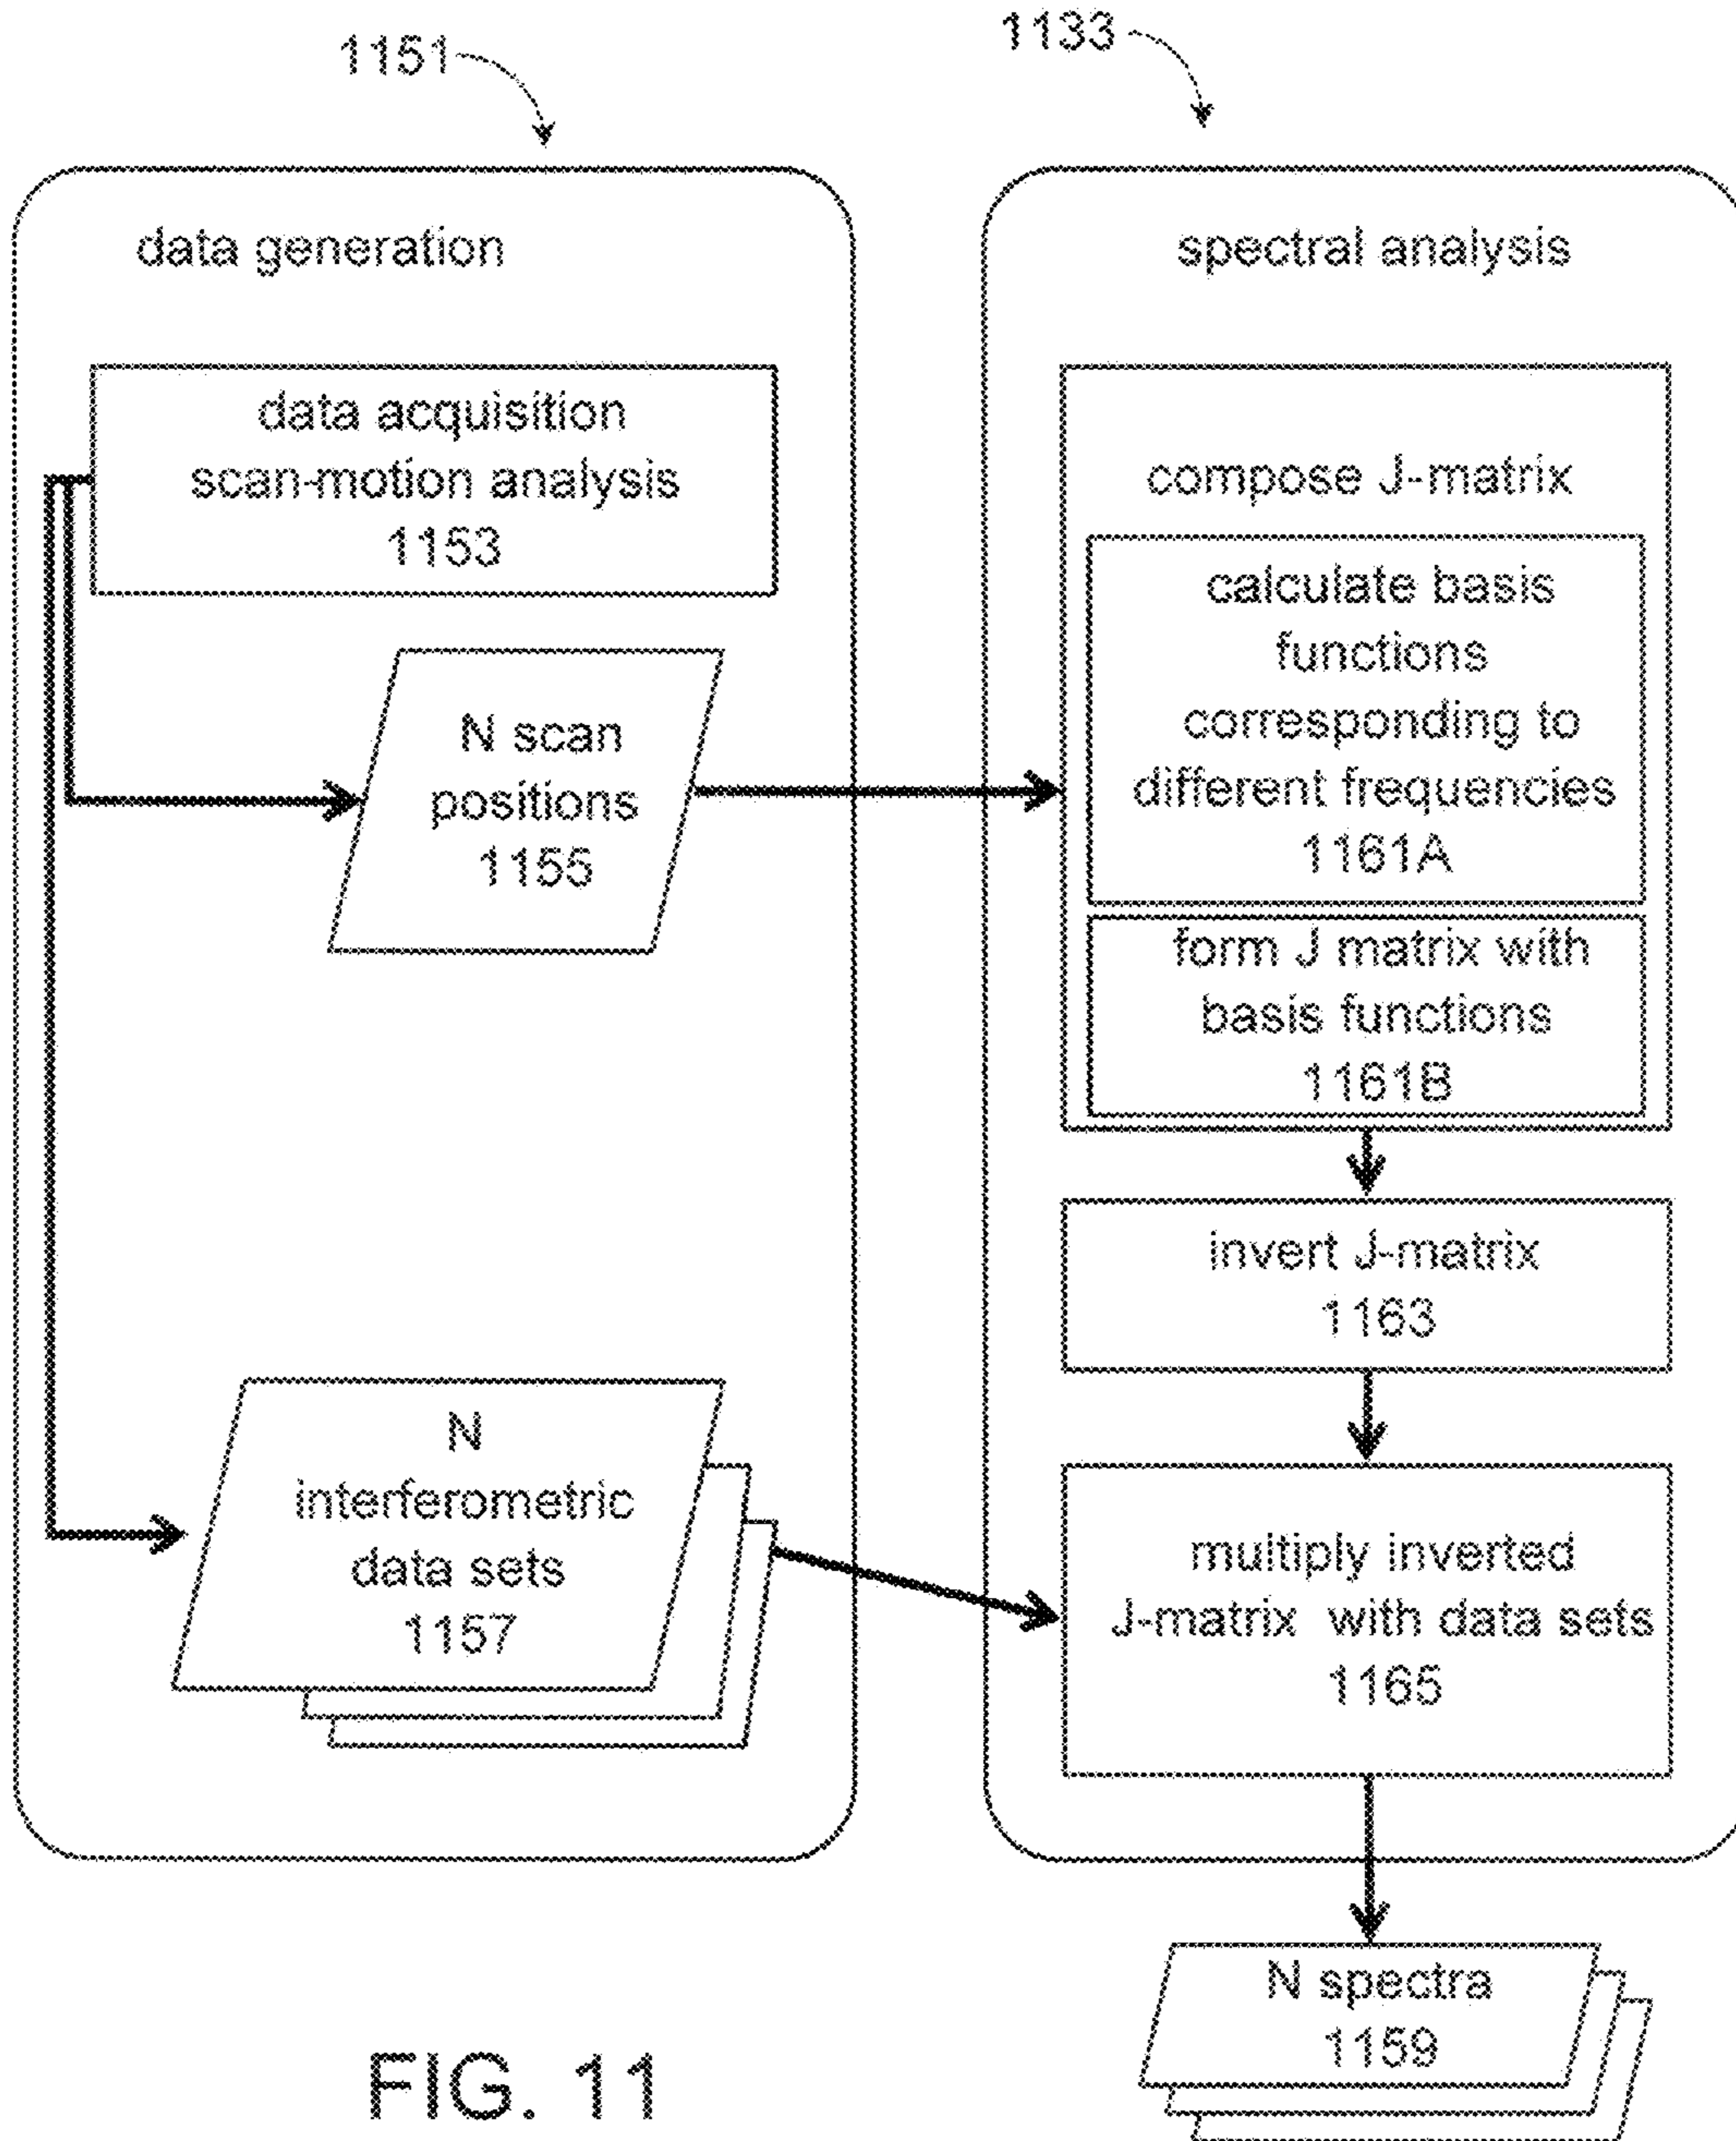 1151
1133
data generation
data acquisition
scan-motion analysis
1153
N scan
positions
1155
N
interferometric
data sets
1157
spectral analysis
compose J-matrix
calculate basis
functions
corresponding to
different frequencies
1161A
form J matrix with
basis functions
1161B
invert J-matrix
1163
multiply inverted
J-matrix with data sets
1165
N spectra
1159
FIG. 11